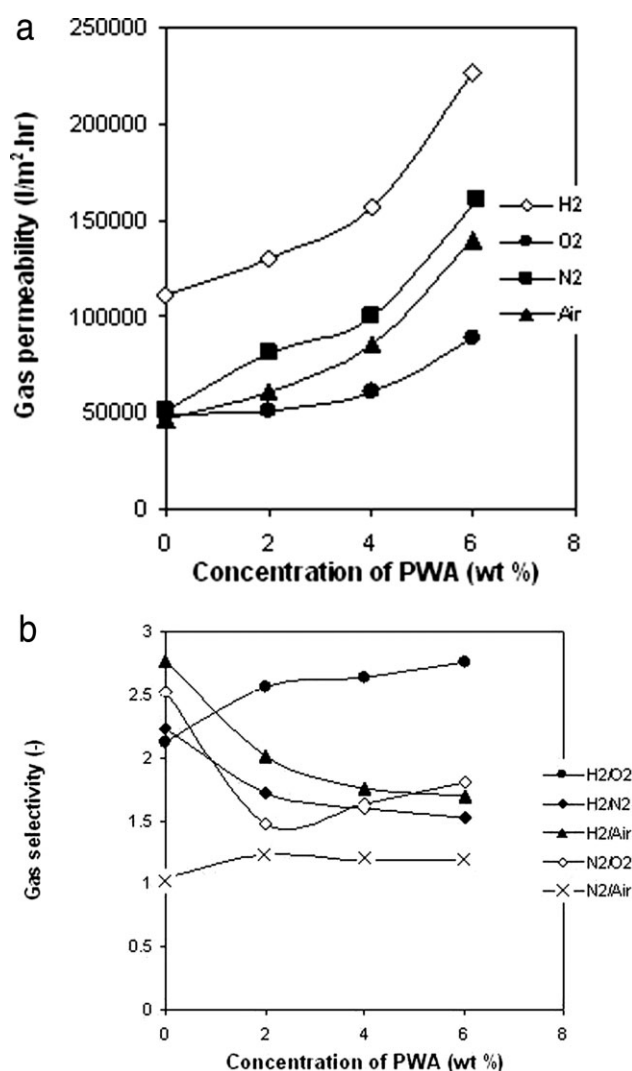 a
Gas permeability (l/m².hr)
250000
200000
150000
100000
50000
0
0 2 4 6 8
Concentration of PWA (wt %)
H2
O2
N2
Air
b
Gas selectivity (-)
3
2.5
2
1.5
1
0.5
0
0 2 4 6 8
Concentration of PWA (wt %)
H2/O2
H2/N2
H2/Air
N2/O2
N2/Air